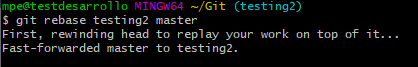 mpe@testdesarrollo MINGW64 ~/Git (testing2)
$ git rebase testing2 master
First, rewinding head to replay your work on top of it...
Fast-forwarded master to testing2.